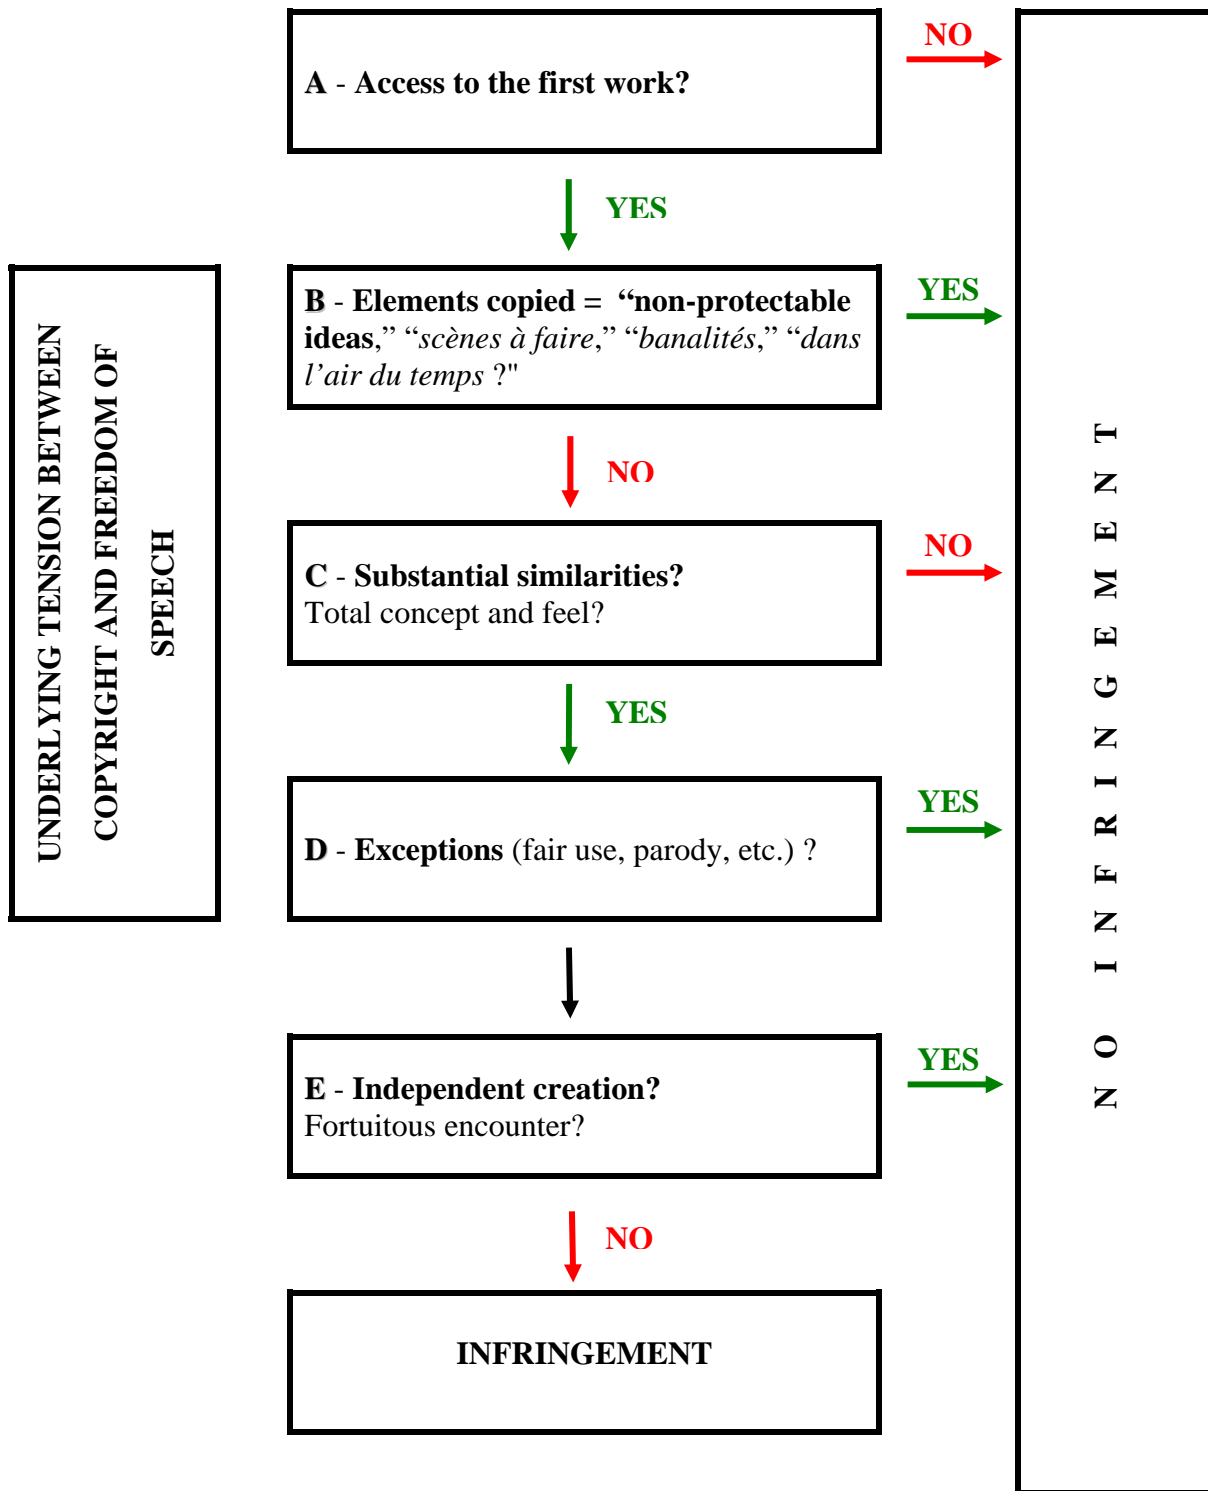 A - Access to the first work?
NO
YES
UNDERLYING TENSION BETWEEN
COPYRIGHT AND FREEDOM OF
SPEECH
B - Elements copied = “non-protectable
ideas,” “scènes à faire,” “banalités,” “dans
l’air du temps ?"
YES
NO
C - Substantial similarities?
Total concept and feel?
NO
YES
D - Exceptions (fair use, parody, etc.) ?
YES
E - Independent creation?
Fortuitous encounter?
YES
NO
INFRINGEMENT
NO INFRINGEMENT